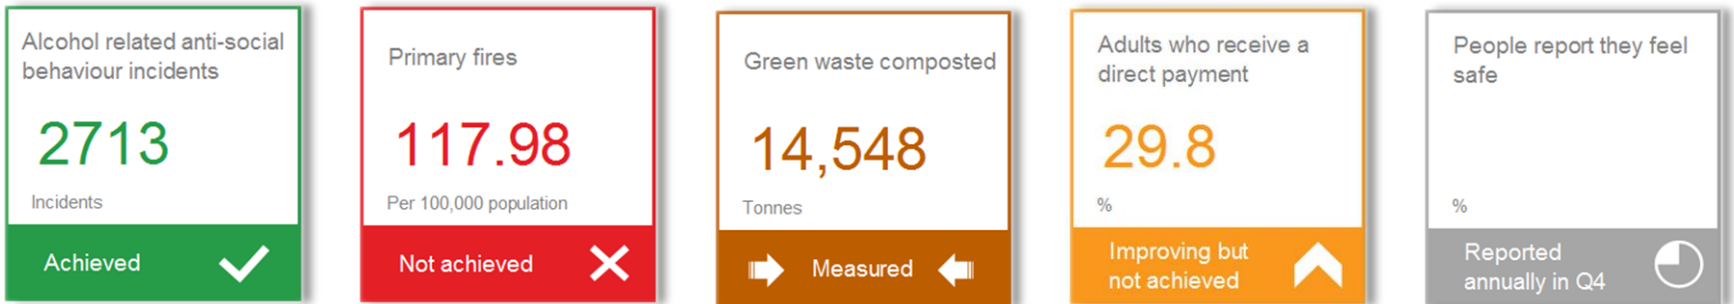 Alcohol related anti-social
behaviour incidents
2713
Incidents
Achieved
Primary fires
117.98
Per 100,000 population
Not achieved
Green waste composted
14,548
Tonnes
Measured
Adults who receive a
direct payment
29.8
%
Improving but
not achieved
People report they feel
safe
%
Reported
annually in Q4